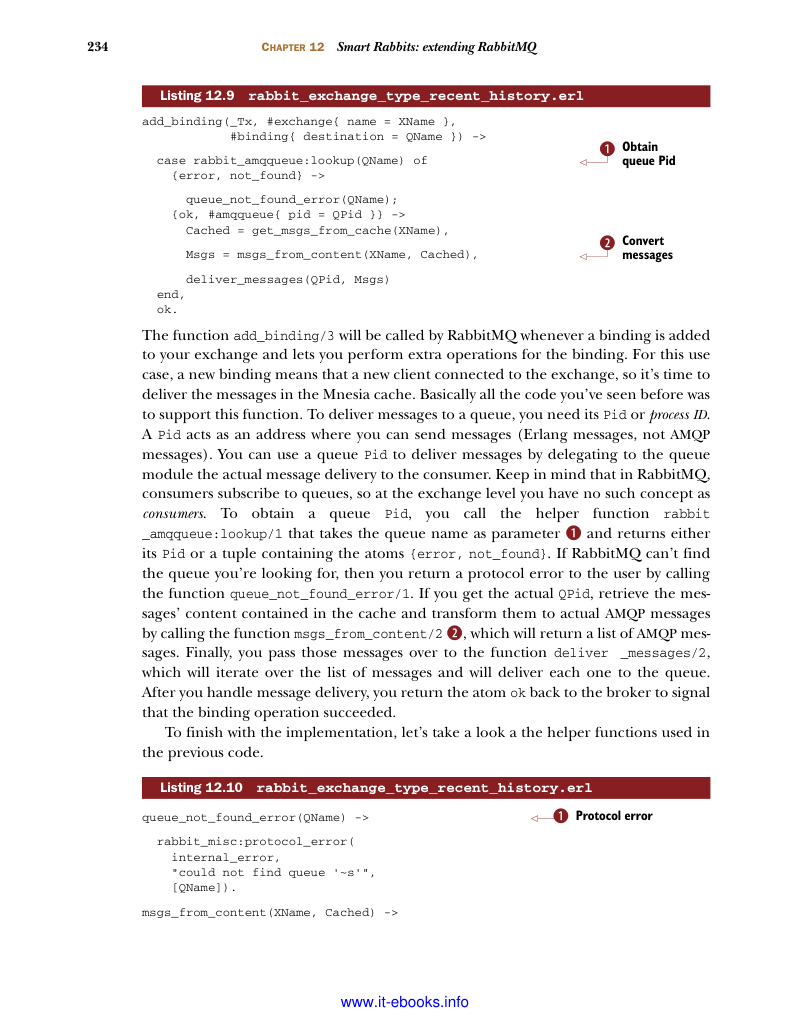 234
CHAPTER 12 Smart Rabbits: extending RabbitMQ
Listing 12.9 rabbit_exchange_type_recent_history.erl
add_binding(_Tx, #exchange{ name = XName },
#binding{ destination = QName }) ->
case rabbit_amqqueue:lookup(QName) of
{error, not_found} ->
queue_not_found_error(QName);
{ok, #amqqueue{ pid = QPid }} ->
Cached = get_msgs_from_cache(XName),
Msgs = msgs_from_content(XName, Cached),
deliver_messages(QPid, Msgs)
end,
ok.
1 Obtain
queue Pid
2 Convert
messages
The function add_binding/3 will be called by RabbitMQ whenever a binding is added
to your exchange and lets you perform extra operations for the binding. For this use
case, a new binding means that a new client connected to the exchange, so it's time to
deliver the messages in the Mnesia cache. Basically all the code you've seen before was
to support this function. To deliver messages to a queue, you need its Pid or process ID.
A Pid acts as an address where you can send messages (Erlang messages, not AMQP
messages). You can use a queue Pid to deliver messages by delegating to the queue
module the actual message delivery to the consumer. Keep in mind that in RabbitMQ,
consumers subscribe to queues, so at the exchange level you have no such concept as
consumers. To obtain a queue Pid, you call the helper function rabbit
_amqqueue:lookup/1 that takes the queue name as parameter 1 and returns either
its Pid or a tuple containing the atoms {error, not_found}. If RabbitMQ can't find
the queue you're looking for, then you return a protocol error to the user by calling
the function queue_not_found_error/1. If you get the actual QPid, retrieve the mes-
sages' content contained in the cache and transform them to actual AMQP messages
by calling the function msgs_from_content/2 2, which will return a list of AMQP mes-
sages. Finally, you pass those messages over to the function deliver _messages/2,
which will iterate over the list of messages and will deliver each one to the queue.
After you handle message delivery, you return the atom ok back to the broker to signal
that the binding operation succeeded.
To finish with the implementation, let's take a look a the helper functions used in
the previous code.
Listing 12.10 rabbit_exchange_type_recent_history.erl
queue_not_found_error(QName) ->
1 Protocol error
rabbit_misc:protocol_error(
internal_error,
"could not find queue '~s'",
[QName]).
msgs_from_content(XName, Cached) ->
www.it-ebooks.info